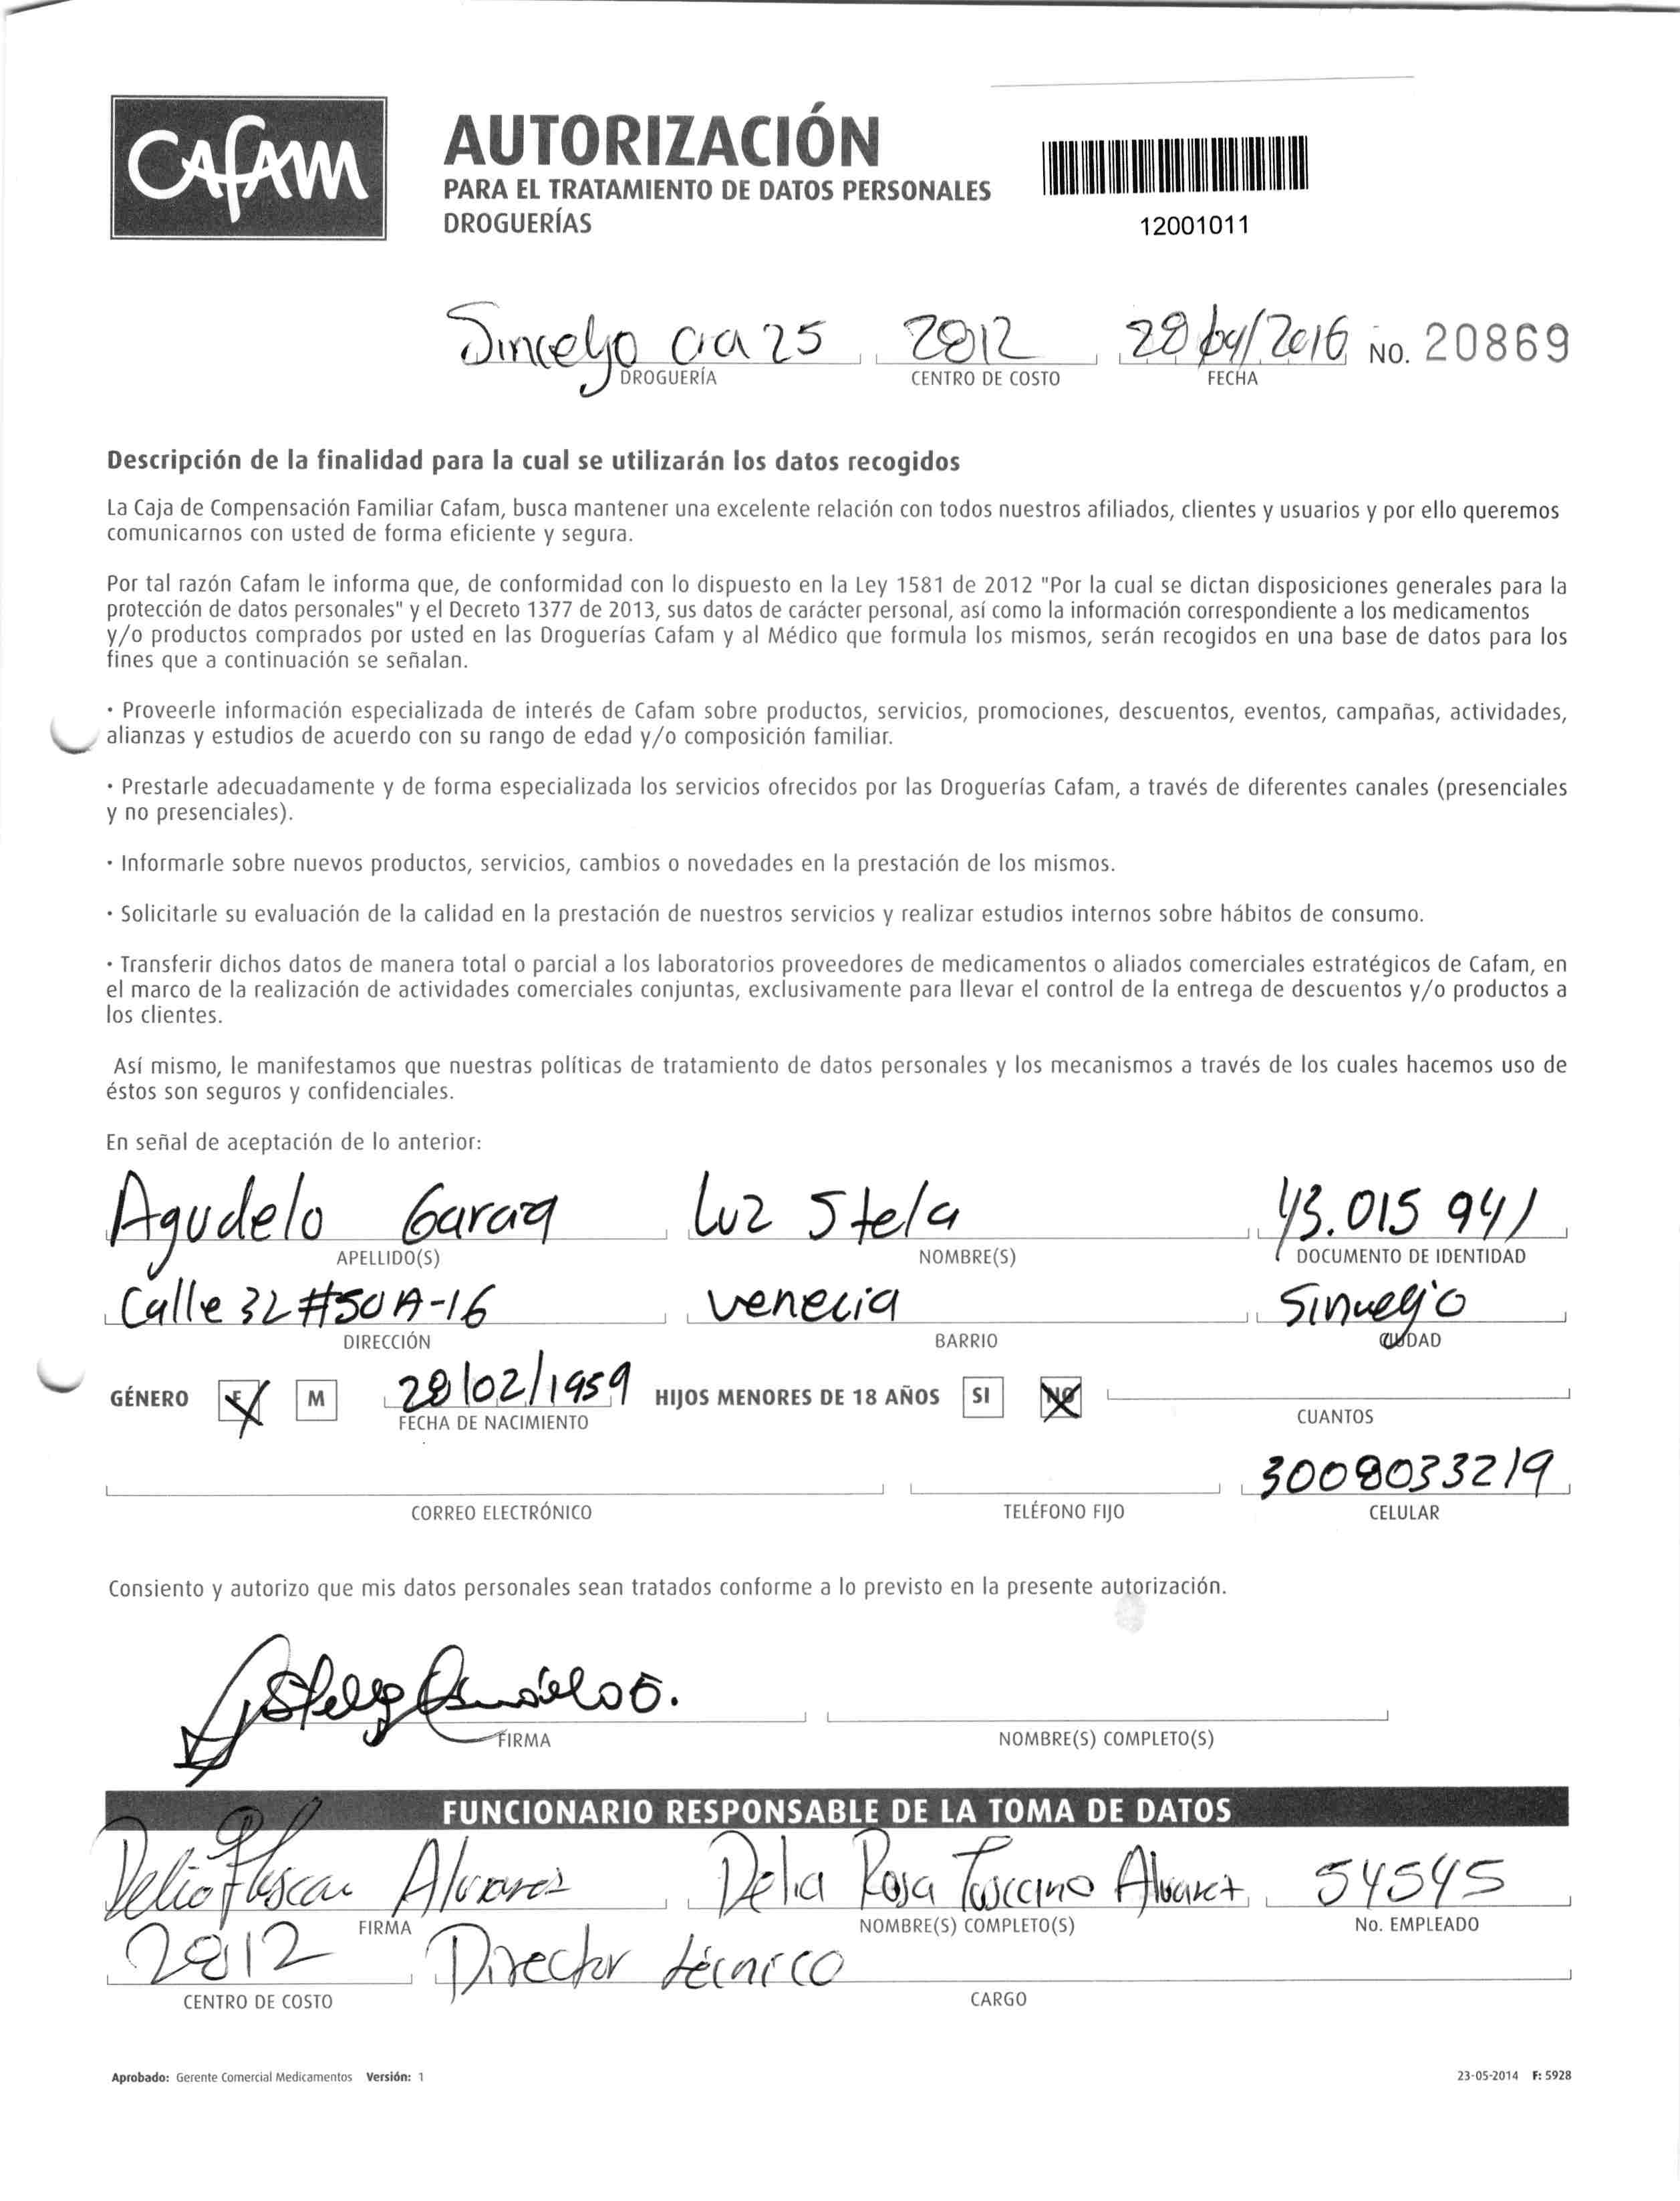 CAFAM
AUTORIZACIÓN
PARA EL TRATAMIENTO DE DATOS PERSONALES
DROGUERÍAS
12001011
Sincelejo 25 2812 28/04/2016 NO. 20869
DROGUERÍA CENTRO DE COSTO FECHA
Descripción de la finalidad para la cual se utilizarán los datos recogidos
La Caja de Compensación Familiar Cafam, busca mantener una excelente relación con todos nuestros afiliados, clientes y usuarios y por ello queremos
comunicarnos con usted de forma eficiente y segura.
Por tal razón Cafam le informa que, de conformidad con lo dispuesto en la Ley 1581 de 2012 "Por la cual se dictan disposiciones generales para la
protección de datos personales" y el Decreto 1377 de 2013, sus datos de carácter personal, así como la información correspondiente a los medicamentos
y/o productos comprados por usted en las Droguerías Cafam y al Médico que formula los mismos, serán recogidos en una base de datos para los
fines que a continuación se señalan.
· Proveerle información especializada de interés de Cafam sobre productos, servicios, promociones, descuentos, eventos, campañas, actividades,
alianzas y estudios de acuerdo con su rango de edad y/o composición familiar.
· Prestarle adecuadamente y de forma especializada los servicios ofrecidos por las Droguerías Cafam, a través de diferentes canales (presenciales
y no presenciales).
· Informarle sobre nuevos productos, servicios, cambios o novedades en la prestación de los mismos.
· Solicitarle su evaluación de la calidad en la prestación de nuestros servicios y realizar estudios internos sobre hábitos de consumo.
· Transferir dichos datos de manera total o parcial a los laboratorios proveedores de medicamentos o aliados comerciales estratégicos de Cafam, en
el marco de la realización de actividades comerciales conjuntas, exclusivamente para llevar el control de la entrega de descuentos y/o productos a
los clientes.
Así mismo, le manifestamos que nuestras políticas de tratamiento de datos personales y los mecanismos a través de los cuales hacemos uso de
éstos son seguros y confidenciales.
En señal de aceptación de lo anterior:
Agudelo Luz Stela 43.015 941
APELLIDO(S) NOMBRE(S) DOCUMENTO DE IDENTIDAD
Calle 32 #50A-16 venecia Sincelejo
DIRECCIÓN BARRIO CIUDAD
GÉNERO F M 28/02/1959 HIJOS MENORES DE 18 AÑOS SI NO
FECHA DE NACIMIENTO CUANTOS
3008033219
CORREO ELECTRÓNICO TELÉFONO FIJO CELULAR
Consiento y autorizo que mis datos personales sean tratados conforme a lo previsto en la presente autorización.
FIRMA NOMBRE(S) COMPLETO(S)
FUNCIONARIO RESPONSABLE DE LA TOMA DE DATOS
Alvarez Rosa Alvarez 54545
FIRMA NOMBRE(S) COMPLETO(S) No. EMPLEADO
2812 Director técnico
CENTRO DE COSTO CARGO
Aprobado: Gerente Comercial Medicamentos Versión: 1 23-05-2014 F: 5928